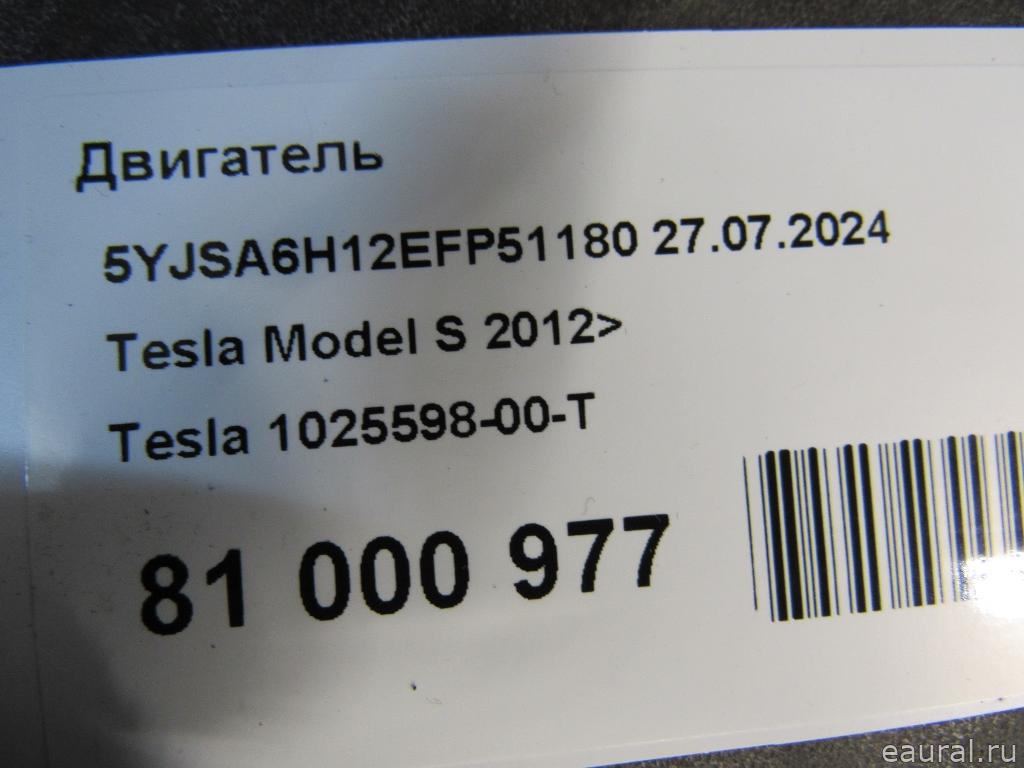 Двигатель
5YJSA6H12EFP51180 27.07.2024
Tesla Model S 2012>
Tesla 1025598-00-T
81 000 977
eaural.ru